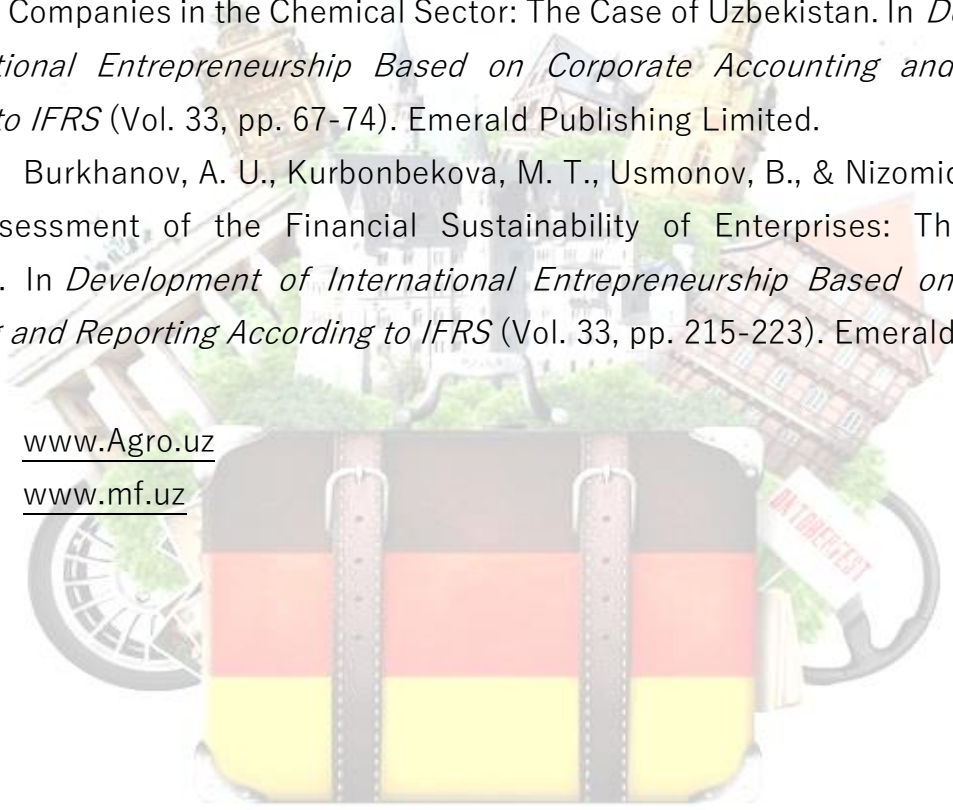 Companies in the Chemical Sector: The Case of Uzbekistan. In
tional Entrepreneurship Based on Corporate Accounting and
to IFRS (Vol. 33, pp. 67-74). Emerald Publishing Limited.
Burkhanov, A. U., Kurbonbekova, M. T., Usmonov, B., & Nizomid
sessment of the Financial Sustainability of Enterprises: Th
. In Development of International Entrepreneurship Based on
and Reporting According to IFRS (Vol. 33, pp. 215-223). Emerald
www.Agro.uz
www.mf.uz
OKTOBERFEST